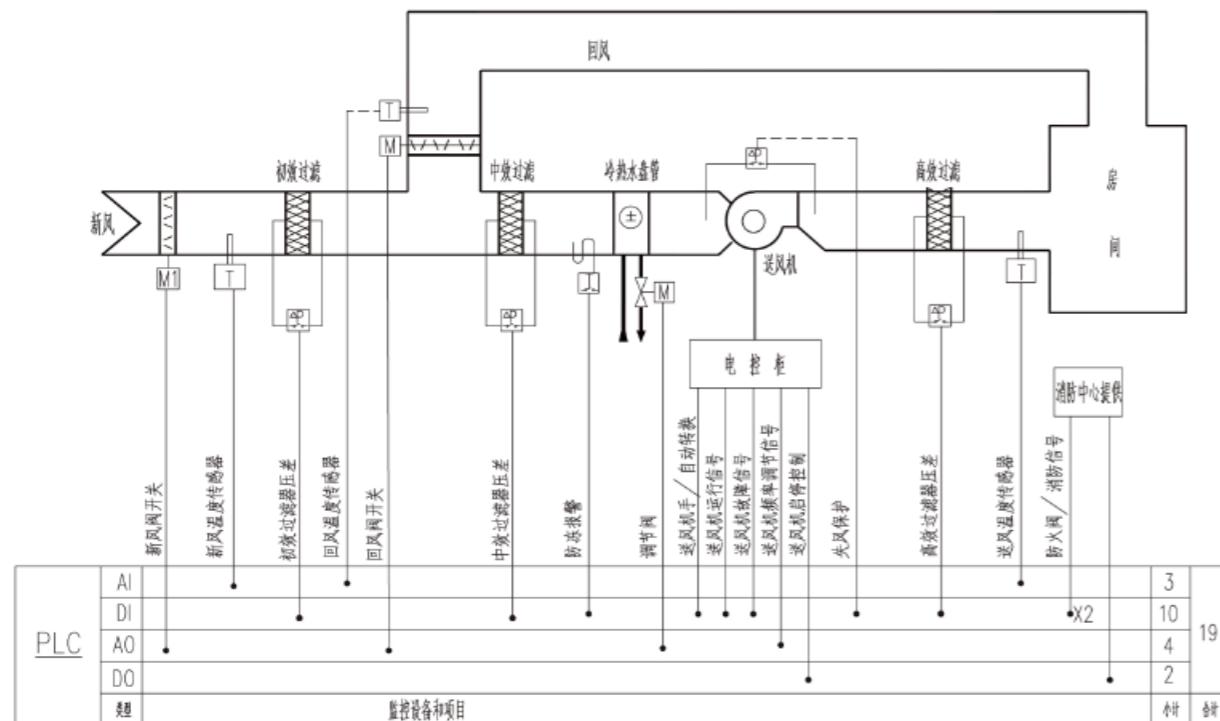 回风
T
M
初效过滤
中效过滤
冷热水盘管
ΔP
高效过滤
房间
新风
±
送风机
M1
T
ΔP
ΔP
M
ΔP
T
电控柜
消防中心提供
新风阀开关
新风温度传感器
初效过滤器压差
回风温度传感器
回风阀开关
中效过滤器压差
防冻报警
调节阀
送风机手/自动转换
送风机运行信号
送风机故障信号
送风机频率调节信号
送风机启停控制
失风保护
高效过滤器压差
送风温度传感器
防火阀/消防信号
PLC
AI 3
DI X2 10
AO 4
DO 2
19
类型 监控设备和项目 小计 合计